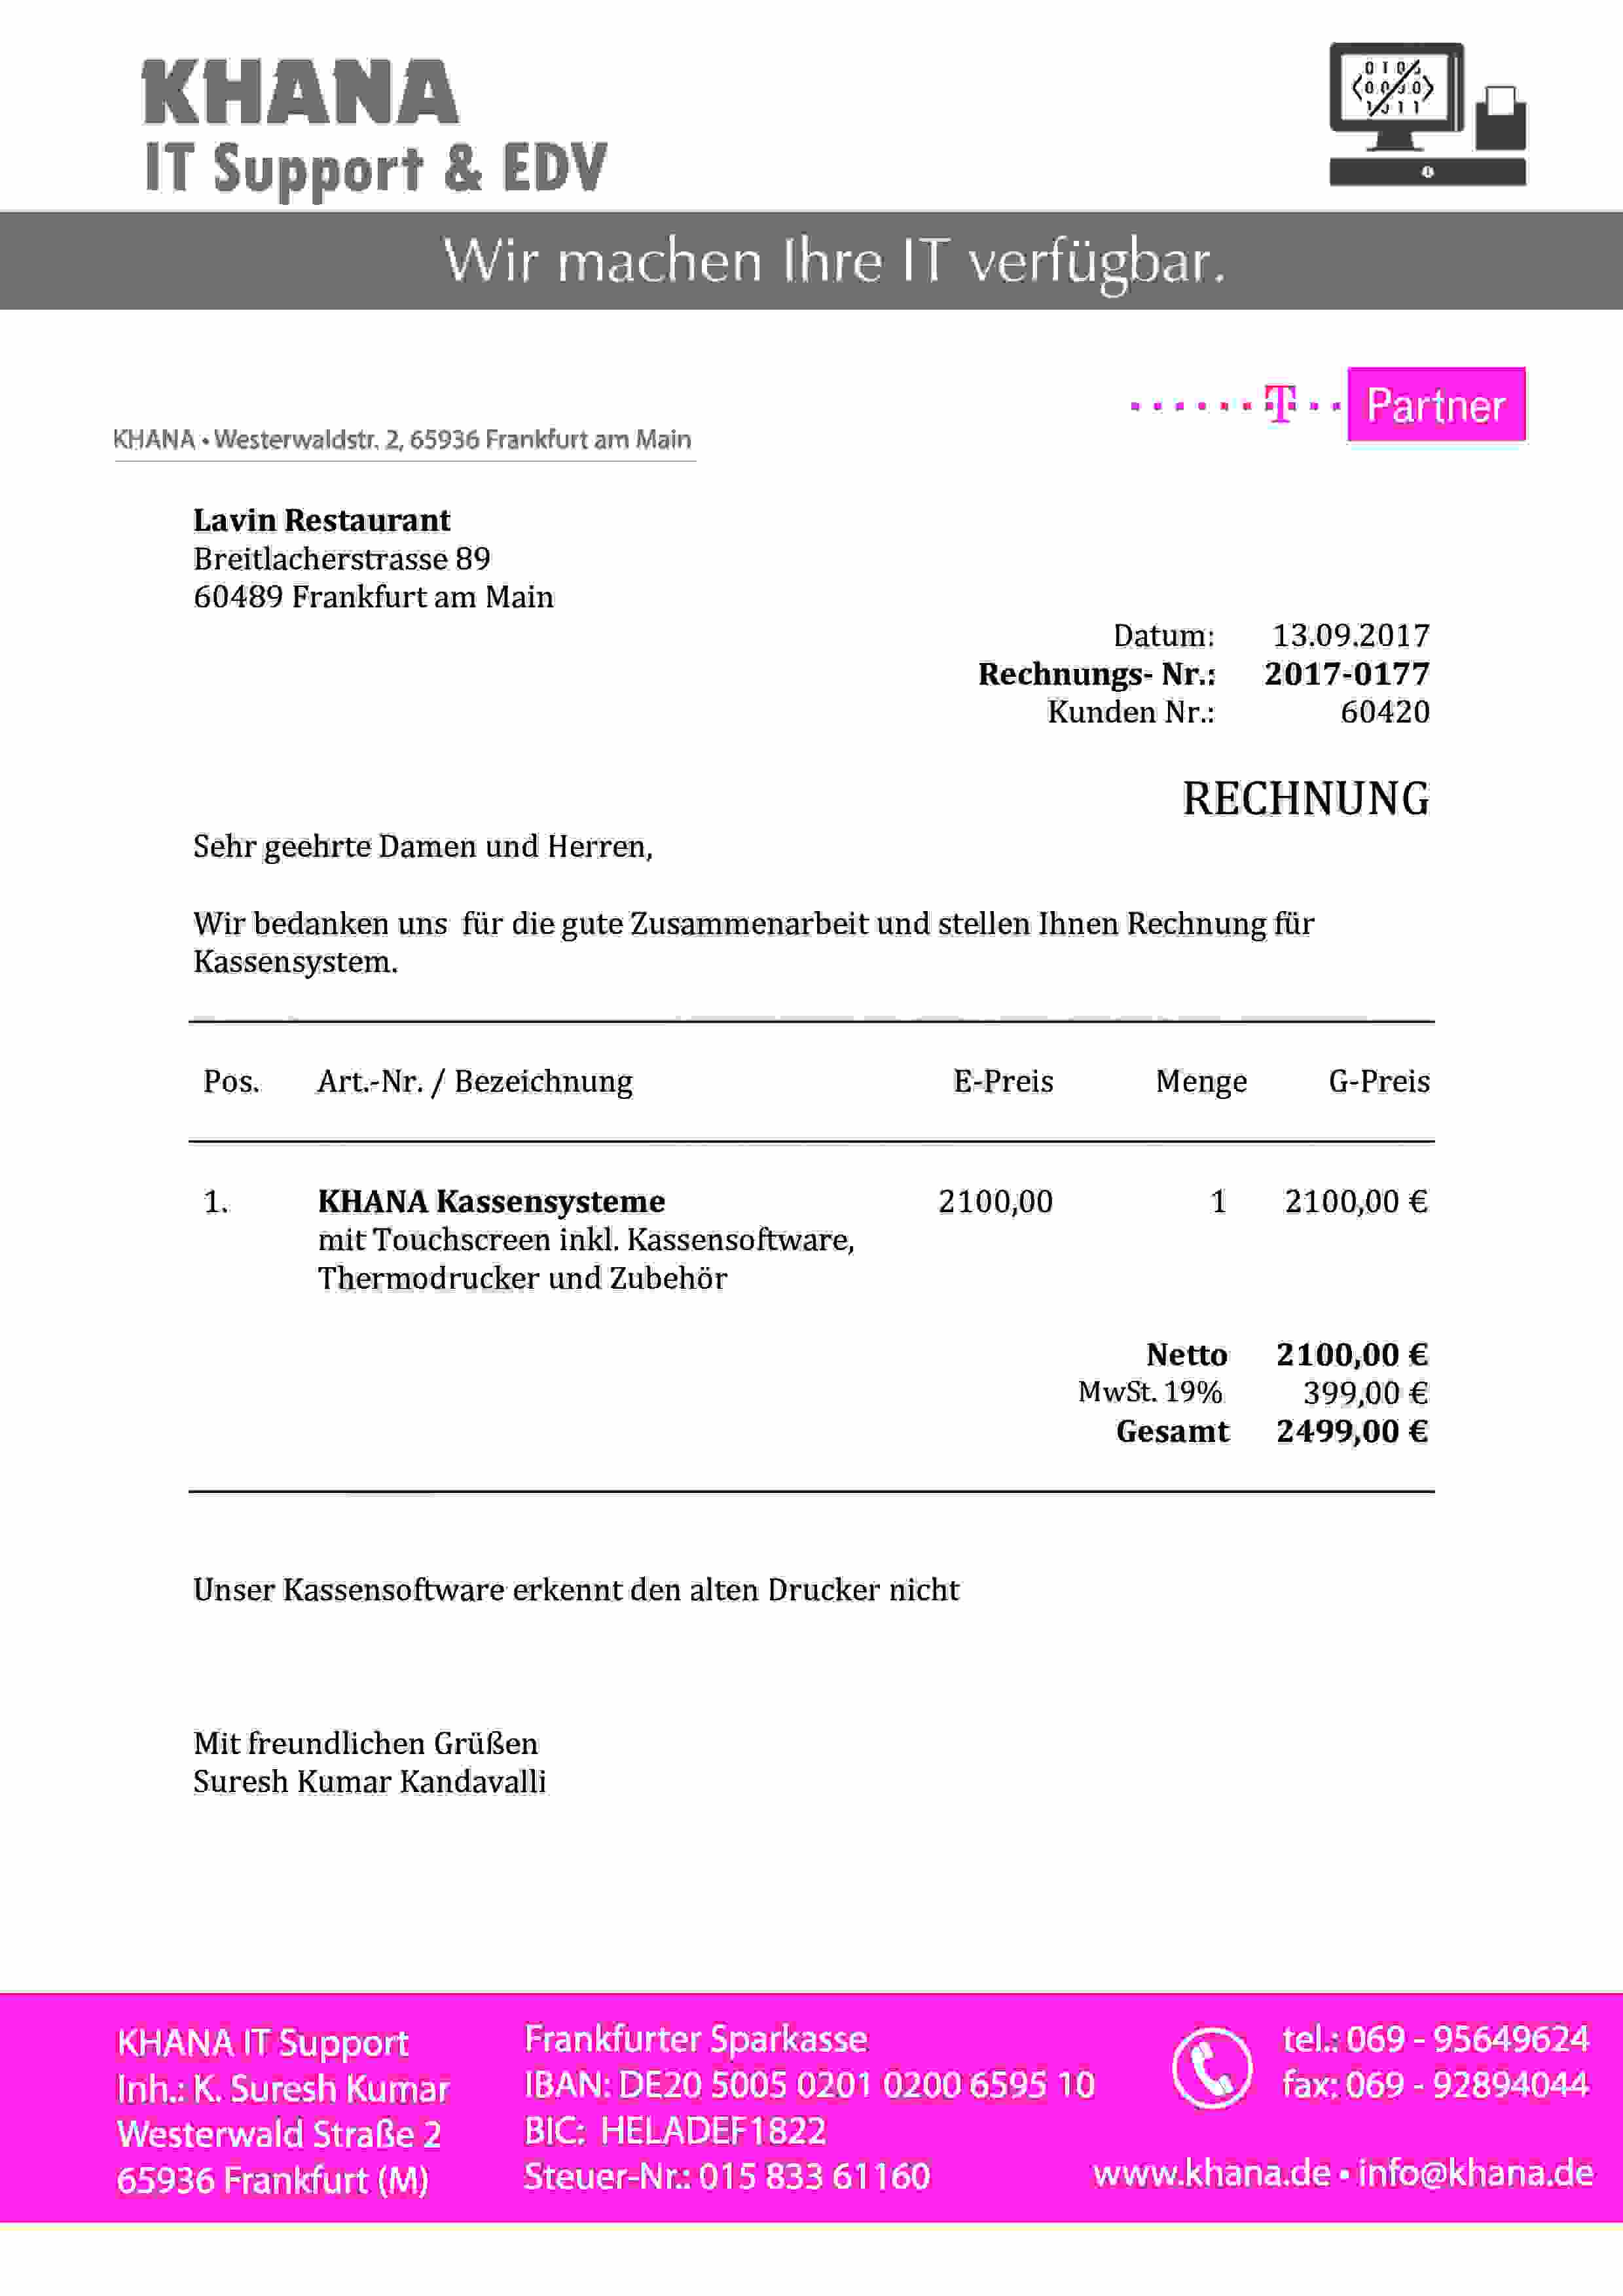 KHANA
IT Support & EDV
Wir machen Ihre IT verfügbar.
T Partner
KHANA • Westerwaldstr. 2, 65936 Frankfurt am Main
Lavin Restaurant
Breitlacherstrasse 89
60489 Frankfurt am Main
Datum: 13.09.2017
Rechnungs- Nr.: 2017-0177
Kunden Nr.: 60420
RECHNUNG
Sehr geehrte Damen und Herren,
Wir bedanken uns für die gute Zusammenarbeit und stellen Ihnen Rechnung für
Kassensystem.
Pos. Art.-Nr. / Bezeichnung E-Preis Menge G-Preis
1. KHANA Kassensysteme 2100,00 1 2100,00 €
mit Touchscreen inkl. Kassensoftware,
Thermodrucker und Zubehör
Netto 2100,00 €
MwSt. 19% 399,00 €
Gesamt 2499,00 €
Unser Kassensoftware erkennt den alten Drucker nicht
Mit freundlichen Grüßen
Suresh Kumar Kandavalli
KHANA IT Support
Inh.: K. Suresh Kumar
Westerwald Straße 2
65936 Frankfurt (M)
Frankfurter Sparkasse
IBAN: DE20 5005 0201 0200 6595 10
BIC: HELADEF1822
Steuer-Nr.: 015 833 61160
tel.: 069 - 95649624
fax: 069 - 92894044
www.khana.de • info@khana.de